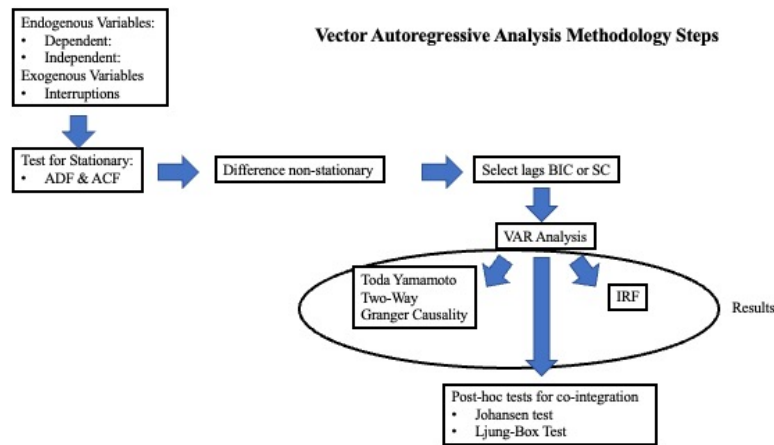 Vector Autoregressive Analysis Methodology Steps
Endogenous Variables:
• Dependent:
• Independent:
Exogenous Variables
• Interruptions
Test for Stationary:
• ADF & ACF
Difference non-stationary
Select lags BIC or SC
VAR Analysis
Toda Yamamoto
Two-Way
Granger Causality
IRF
Results
Post-hoc tests for co-integration
• Johansen test
• Ljung-Box Test